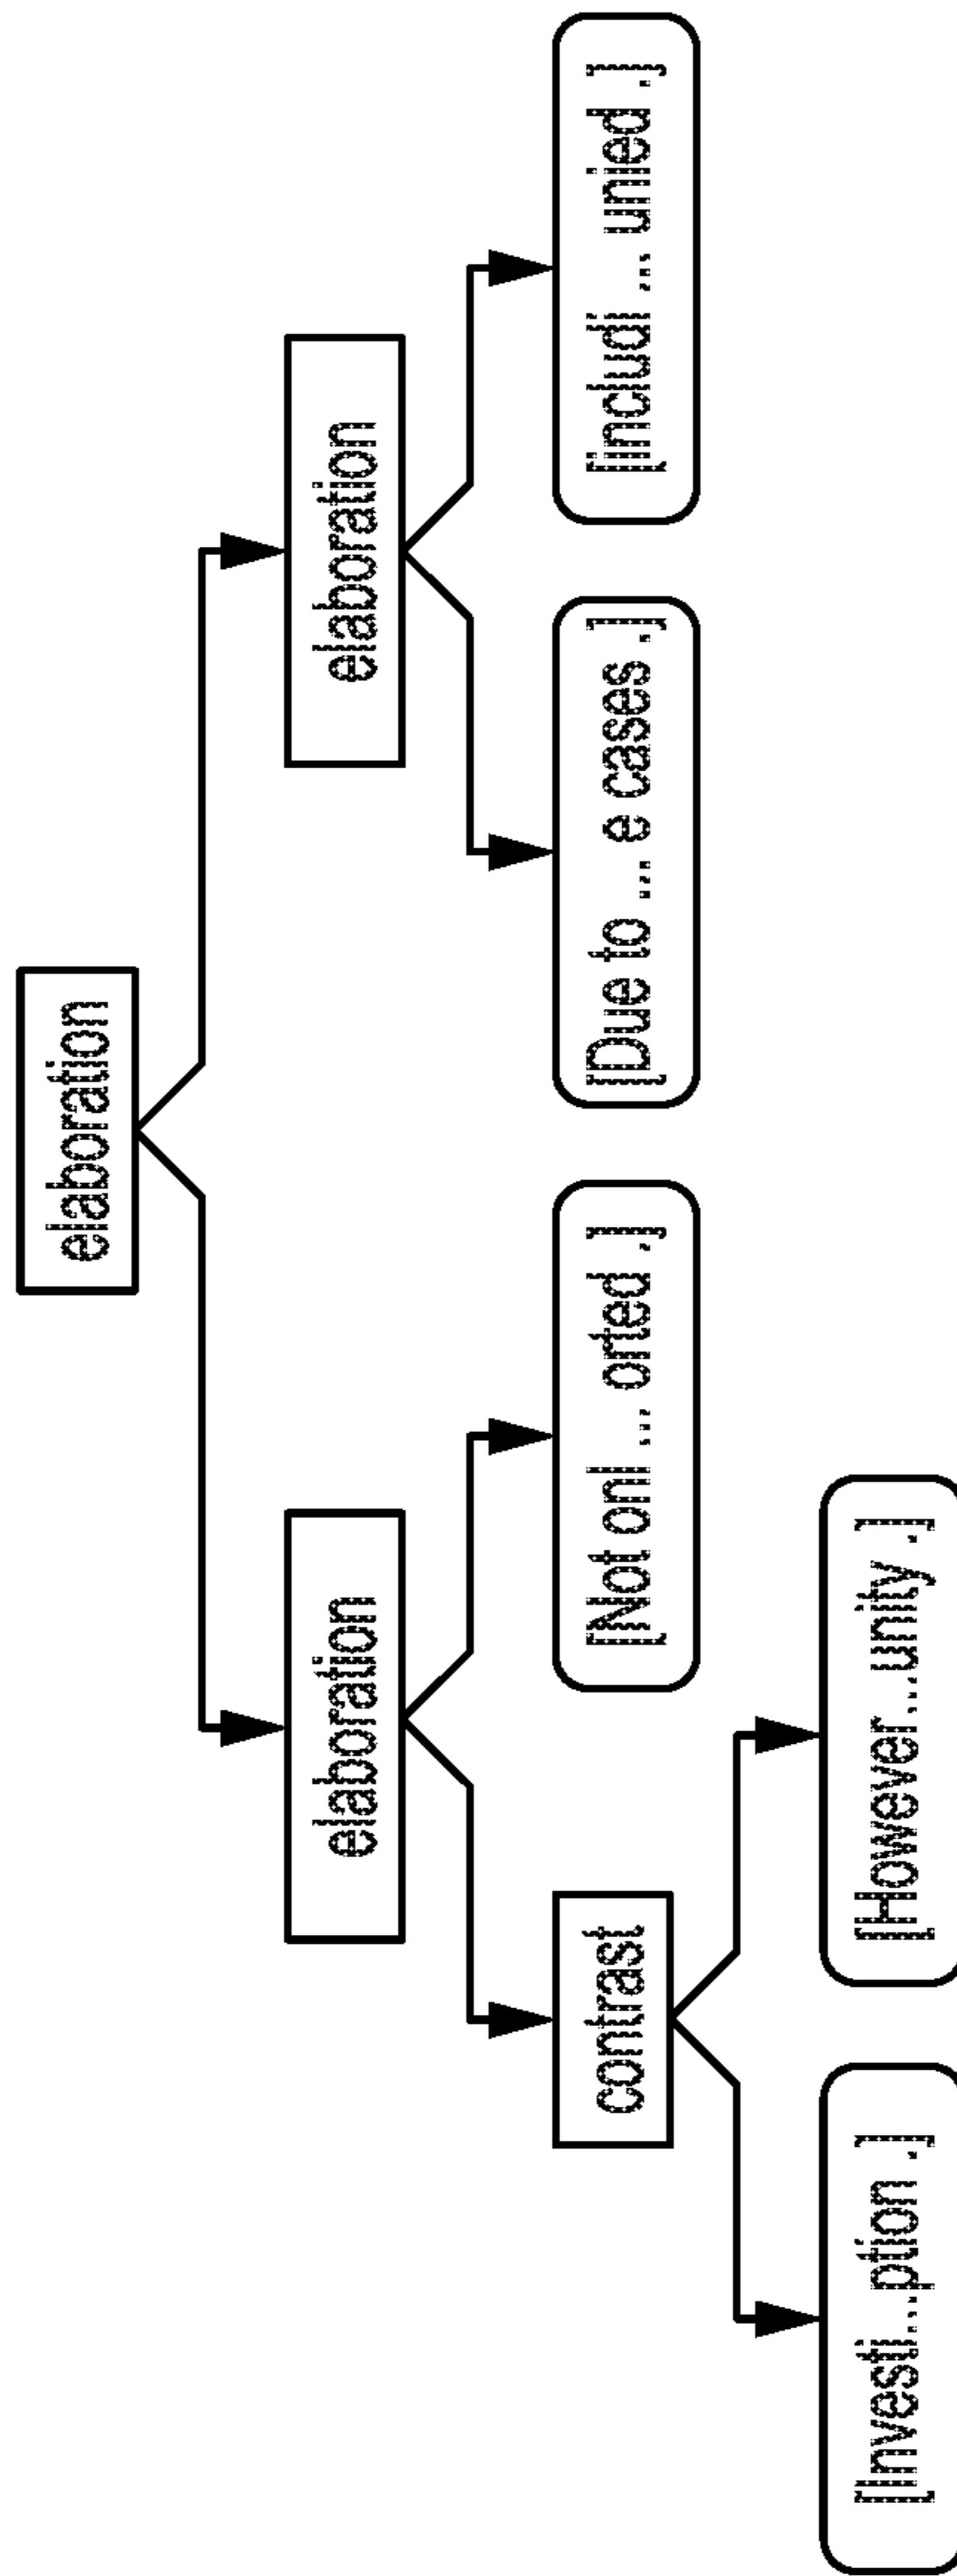 elaboration
elaboration
elaboration
contrast
[Not onl ... orted .]
[Due to ... e cases .]
[includi ... unied .]
[Investi...ption .]
[However...unity .]